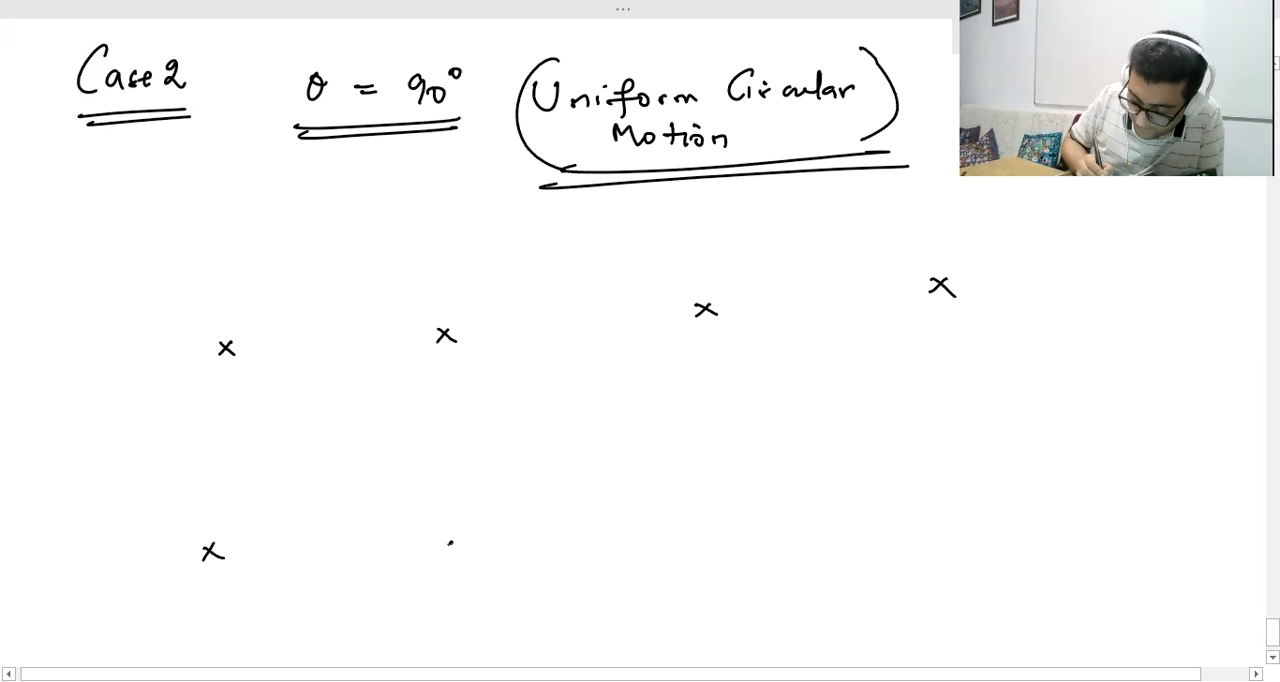 Case 2 θ = 90° (Uniform Circular
Motion)
x x x x
x